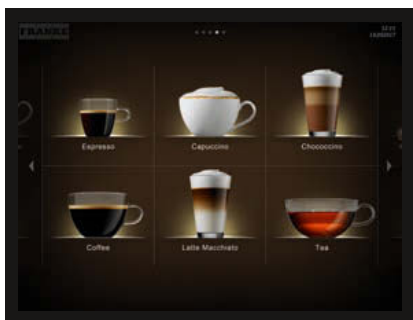 FRANKE
Espresso
Capuccino
Chococcino
Coffee
Latte Macchiato
Tea